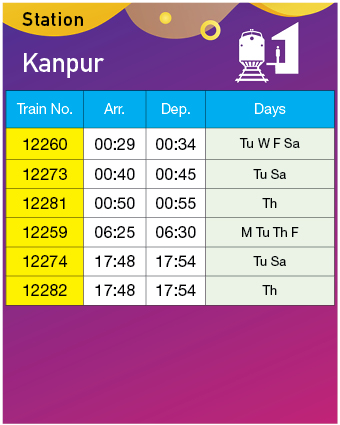 Station
Kanpur
1
Train No. Arr. Dep. Days
12260 00:29 00:34 Tu W F Sa
12273 00:40 00:45 Tu Sa
12281 00:50 00:55 Th
12259 06:25 06:30 M Tu Th F
12274 17:48 17:54 Tu Sa
12282 17:48 17:54 Th